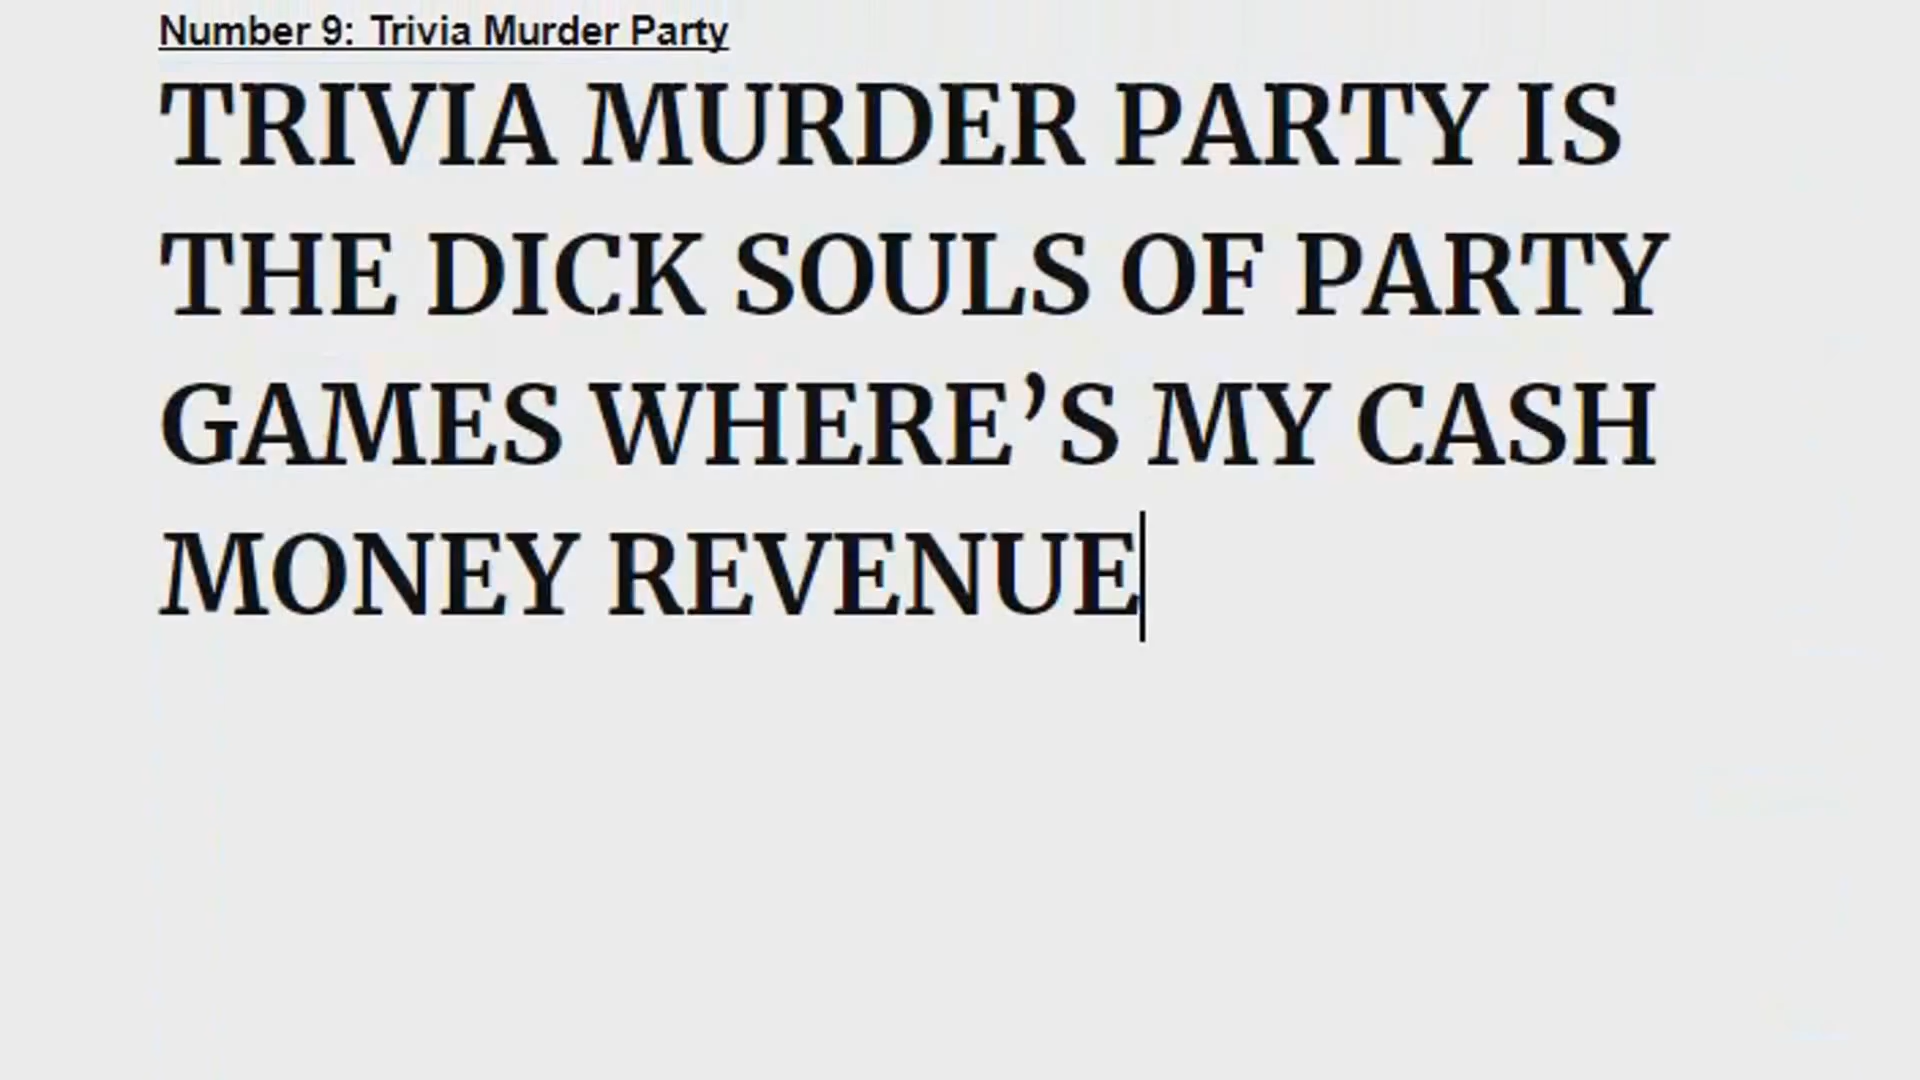 Number 9: Trivia Murder Party
TRIVIA MURDER PARTY IS
THE DICK SOULS OF PARTY
GAMES WHERE’S MY CASH
MONEY REVENUE